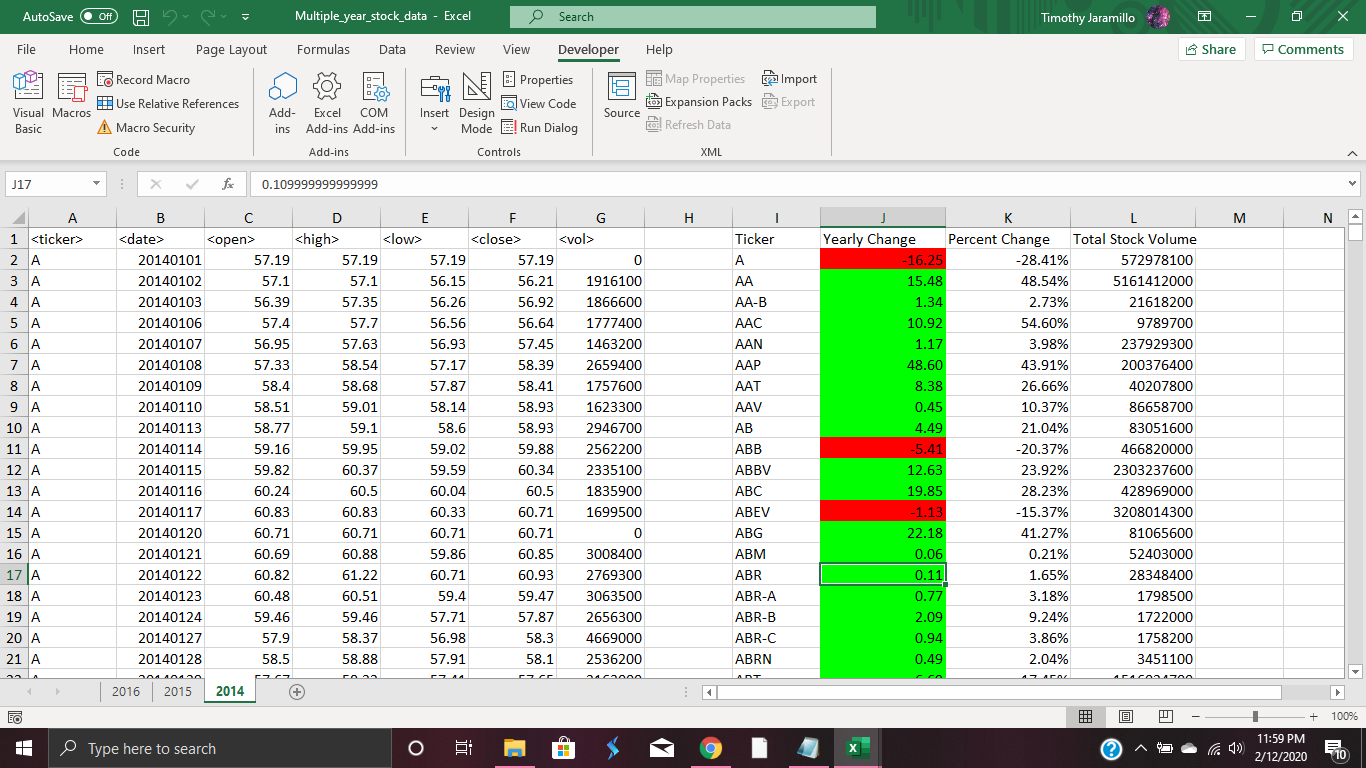 AutoSave Off Multiple_year_stock_data - Excel Search Timothy Jaramillo
File Home Insert Page Layout Formulas Data Review View Developer Help Share Comments
Visual Basic Macros Record Macro Use Relative References Macro Security
Add-ins Excel Add-ins COM Add-ins
Insert Design Mode Properties View Code Run Dialog
Source Map Properties Expansion Packs Refresh Data Import Export
Code Add-ins Controls XML
J17 fx 0.109999999999999
A B C D E F G H I J K L M N
1 <ticker> <date> <open> <high> <low> <close> <vol> Ticker Yearly Change Percent Change Total Stock Volume
2 A 20140101 57.19 57.19 57.19 57.19 0 A -16.25 -28.41% 572978100
3 A 20140102 57.1 57.1 56.15 56.21 1916100 AA 15.48 48.54% 5161412000
4 A 20140103 56.39 57.35 56.26 56.92 1866600 AA-B 1.34 2.73% 21618200
5 A 20140106 57.4 57.7 56.56 56.64 1777400 AAC 10.92 54.60% 9789700
6 A 20140107 56.95 57.63 56.93 57.45 1463200 AAN 1.17 3.98% 237929300
7 A 20140108 57.33 58.54 57.17 58.39 2659400 AAP 48.60 43.91% 200376400
8 A 20140109 58.4 58.68 57.87 58.41 1757600 AAT 8.38 26.66% 40207800
9 A 20140110 58.51 59.01 58.14 58.93 1623300 AAV 0.45 10.37% 86658700
10 A 20140113 58.77 59.1 58.6 58.93 2946700 AB 4.49 21.04% 83051600
11 A 20140114 59.16 59.95 59.02 59.88 2562200 ABB -5.41 -20.37% 466820000
12 A 20140115 59.82 60.37 59.59 60.34 2335100 ABBV 12.63 23.92% 2303237600
13 A 20140116 60.24 60.5 60.04 60.5 1835900 ABC 19.85 28.23% 428969000
14 A 20140117 60.83 60.83 60.33 60.71 1699500 ABEV -1.13 -15.37% 3208014300
15 A 20140120 60.71 60.71 60.71 60.71 0 ABG 22.18 41.27% 81065600
16 A 20140121 60.69 60.88 59.86 60.85 3008400 ABM 0.06 0.21% 52403000
17 A 20140122 60.82 61.22 60.71 60.93 2769300 ABR 0.11 1.65% 28348400
18 A 20140123 60.48 60.51 59.4 59.47 3063500 ABR-A 0.77 3.18% 1798500
19 A 20140124 59.46 59.46 57.71 57.87 2656300 ABR-B 2.09 9.24% 1722000
20 A 20140127 57.9 58.37 56.98 58.3 4669000 ABR-C 0.94 3.86% 1758200
21 A 20140128 58.5 58.88 57.91 58.1 2536200 ABRN 0.49 2.04% 3451100
2016 2015 2014
100%
Type here to search
11:59 PM
2/12/2020
10